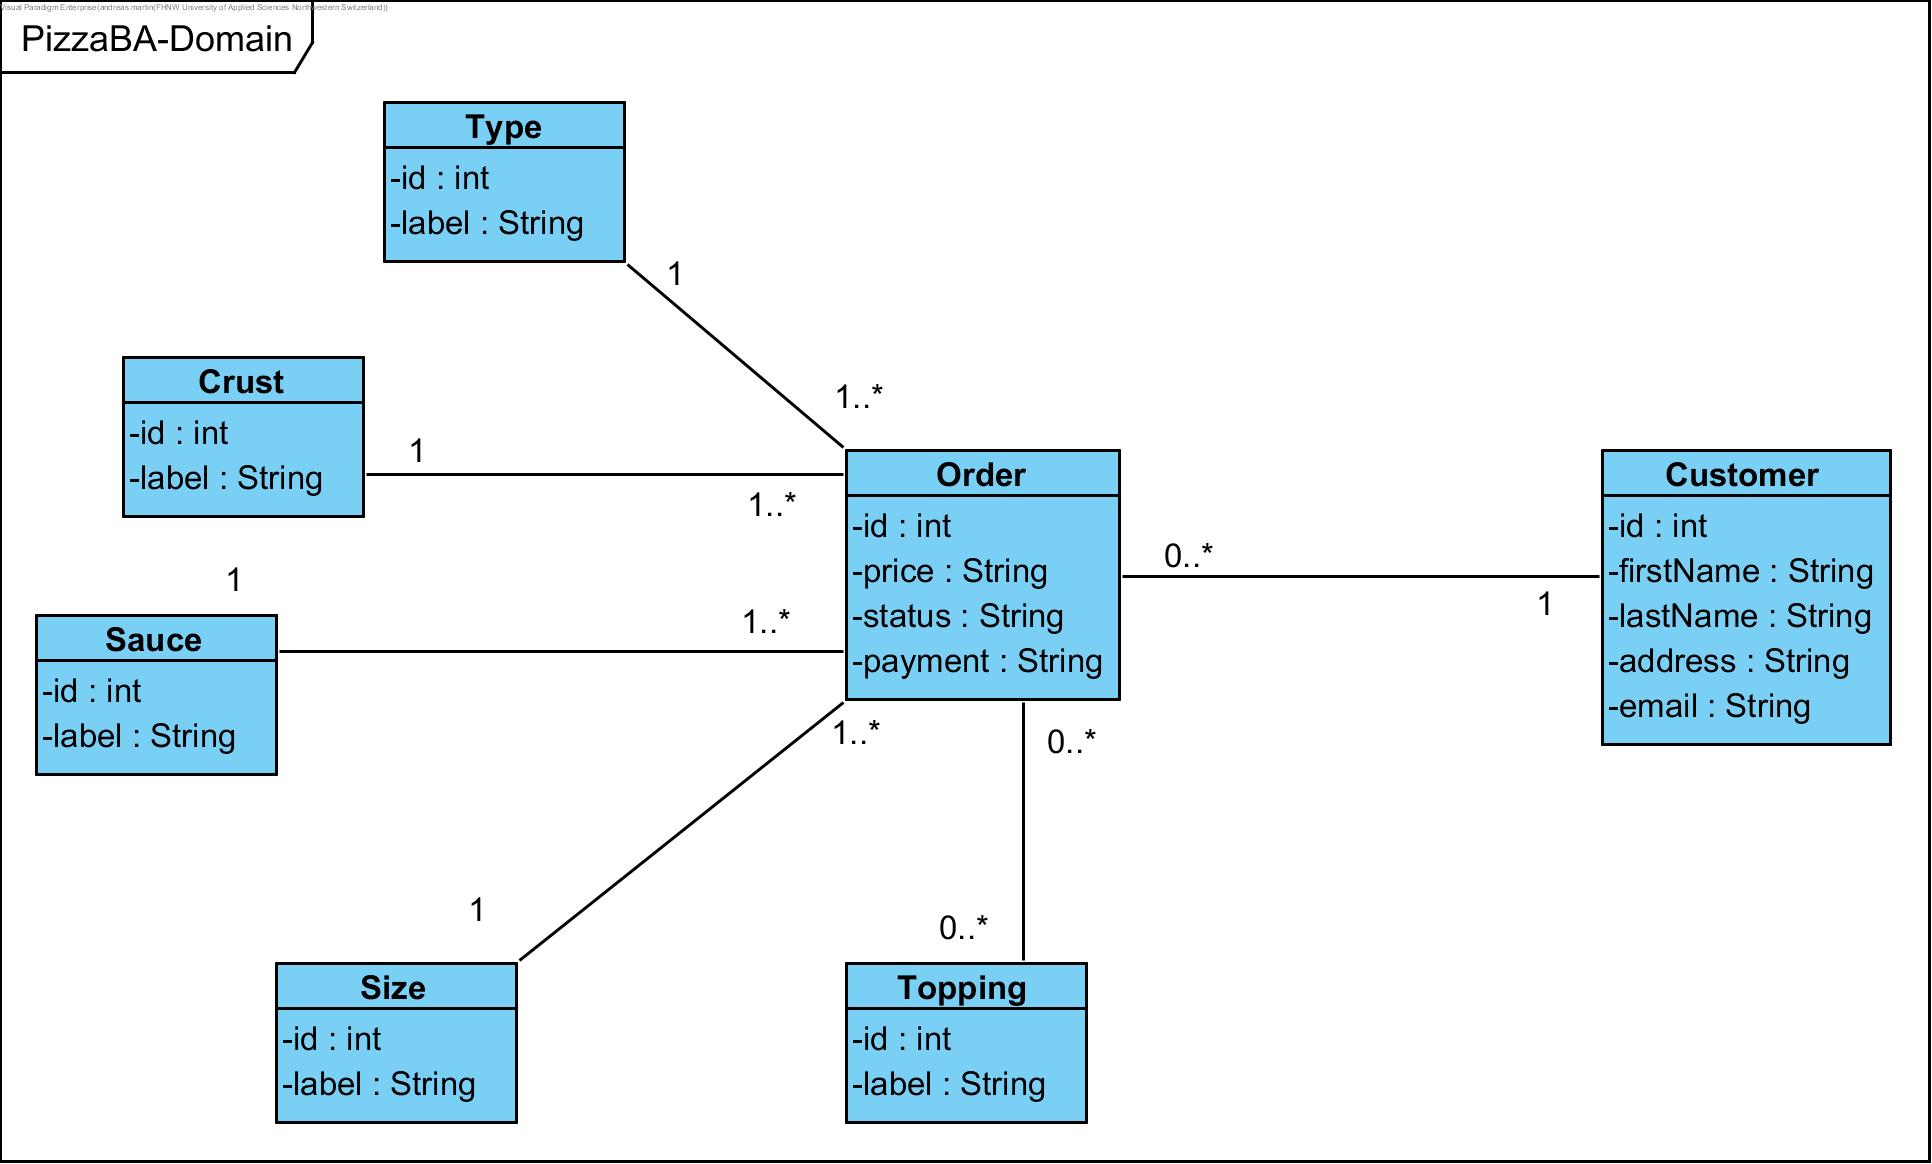 Visual Paradigm Enterprise(andreas.martin(FHNW University of Applied Sciences Northwestern Switzerland))
PizzaBA-Domain
Type
-id : int
-label : String
1
1..*
Crust
-id : int
-label : String
1
1..*
Order
-id : int
-price : String
-status : String
-payment : String
0..*
1
Customer
-id : int
-firstName : String
-lastName : String
-address : String
-email : String
1
1..*
Sauce
-id : int
-label : String
1..*
0..*
1
0..*
Size
-id : int
-label : String
Topping
-id : int
-label : String